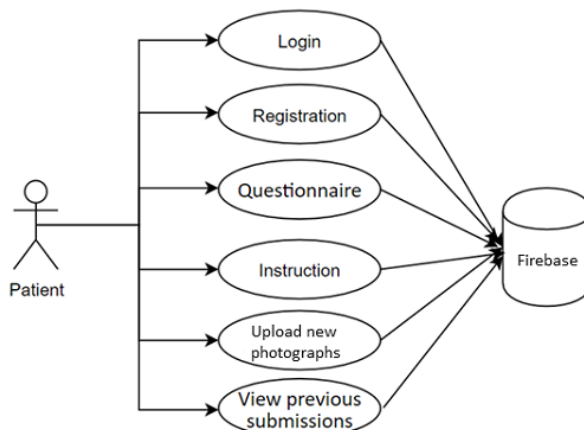 Login
Registration
Questionnaire
Instruction
Upload new
photographs
View previous
submissions
Patient
Firebase